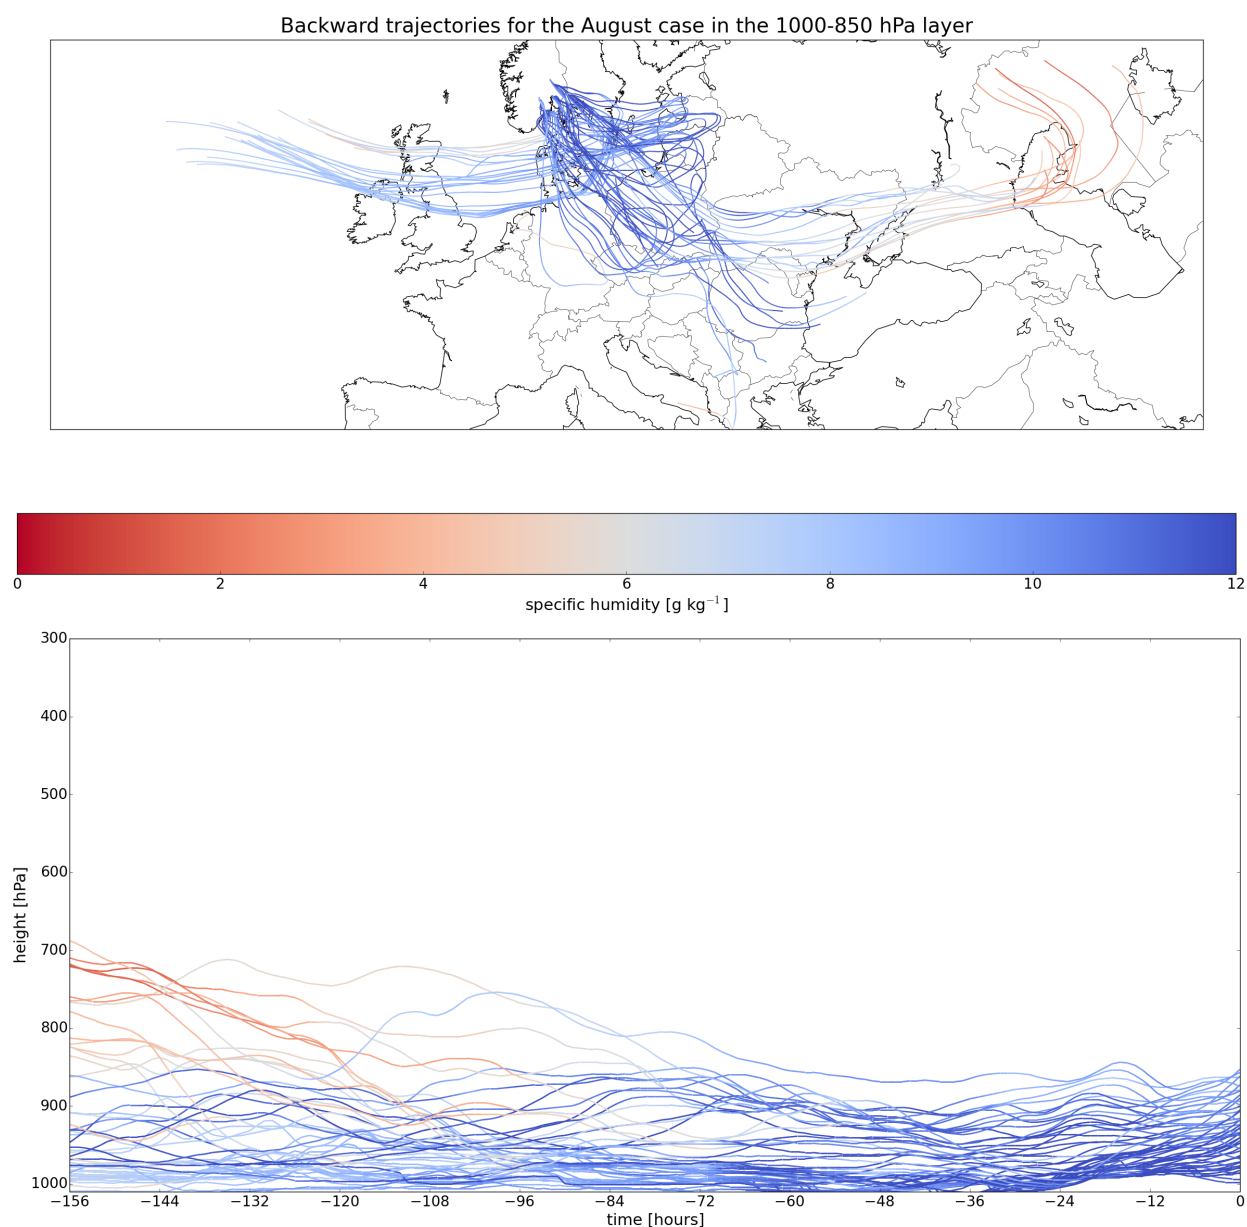 Backward trajectories for the August case in the 1000-850 hPa layer
0 2 4 6 8 10 12
specific humidity [g kg⁻¹]
300
400
500
600
700
800
900
1000
height [hPa]
−156 −144 −132 −120 −108 −96 −84 −72 −60 −48 −36 −24 −12 0
time [hours]